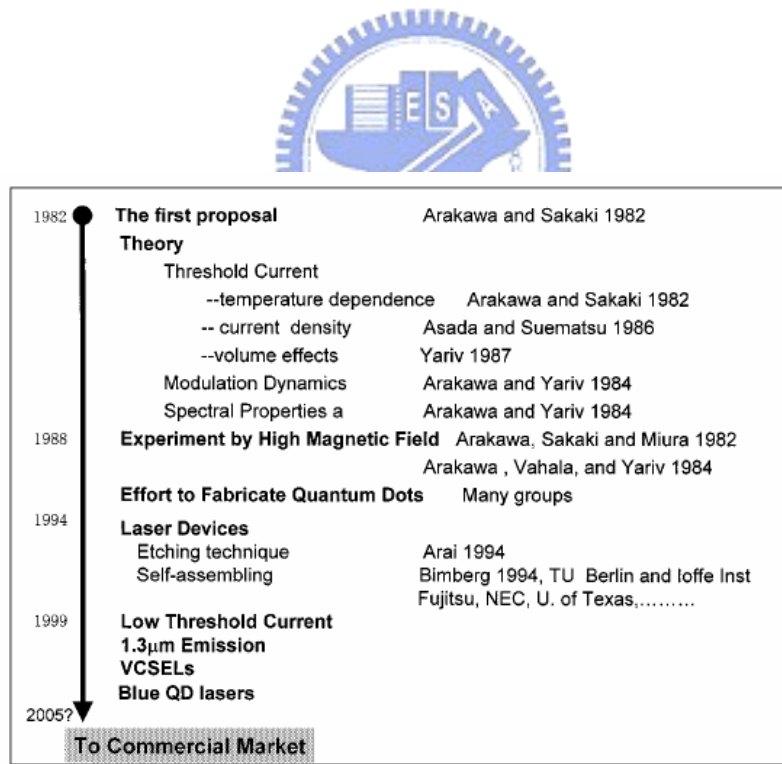 E S A
1982 The first proposal Arakawa and Sakaki 1982
Theory
Threshold Current
--temperature dependence Arakawa and Sakaki 1982
-- current density Asada and Suematsu 1986
--volume effects Yariv 1987
Modulation Dynamics Arakawa and Yariv 1984
Spectral Properties a Arakawa and Yariv 1984
1988 Experiment by High Magnetic Field Arakawa, Sakaki and Miura 1982
Arakawa , Vahala, and Yariv 1984
Effort to Fabricate Quantum Dots Many groups
1994
Laser Devices
Etching technique Arai 1994
Self-assembling Bimberg 1994, TU Berlin and Ioffe Inst
Fujitsu, NEC, U. of Texas,.........
1999 Low Threshold Current
1.3μm Emission
VCSELs
Blue QD lasers
2005?
To Commercial Market